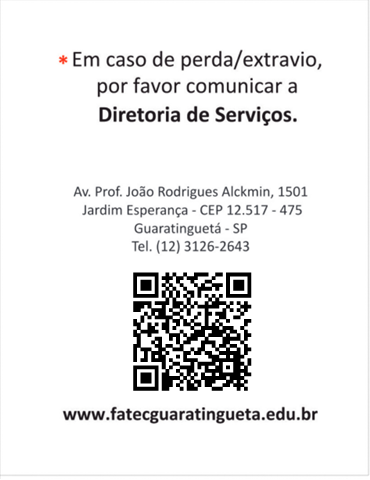 * Em caso de perda/extravio,
por favor comunicar a
Diretoria de Serviços.
Av. Prof. João Rodrigues Alckmin, 1501
Jardim Esperança - CEP 12.517 - 475
Guaratinguetá - SP
Tel. (12) 3126-2643
www.fatecguaratingueta.edu.br